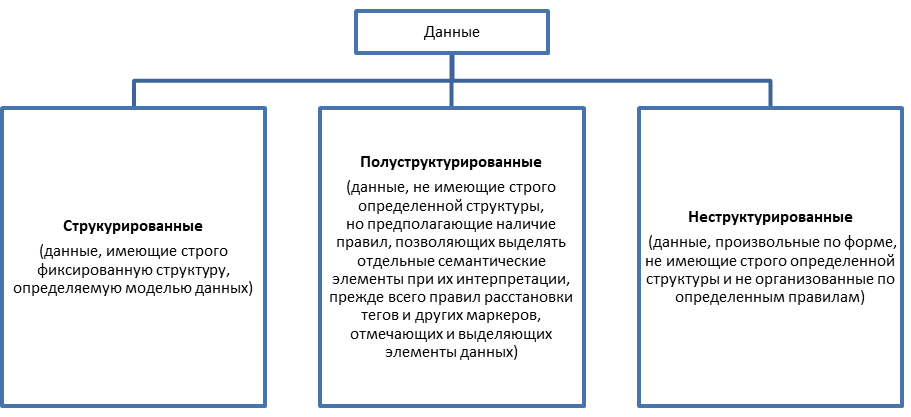 Данные
Струкурированные
(данные, имеющие строго
фиксированную структуру,
определяемую моделью данных)
Полуструктурированные
(данные, не имеющие строго
определенной структуры,
но предполагающие наличие
правил, позволяющих выделять
отдельные семантические
элементы при их интерпретации,
прежде всего правил расстановки
тегов и других маркеров,
отмечающих и выделяющих
элементы данных)
Неструктурированные
(данные, произвольные по форме,
не имеющие строго определенной
структуры и не организованные по
определенным правилам)